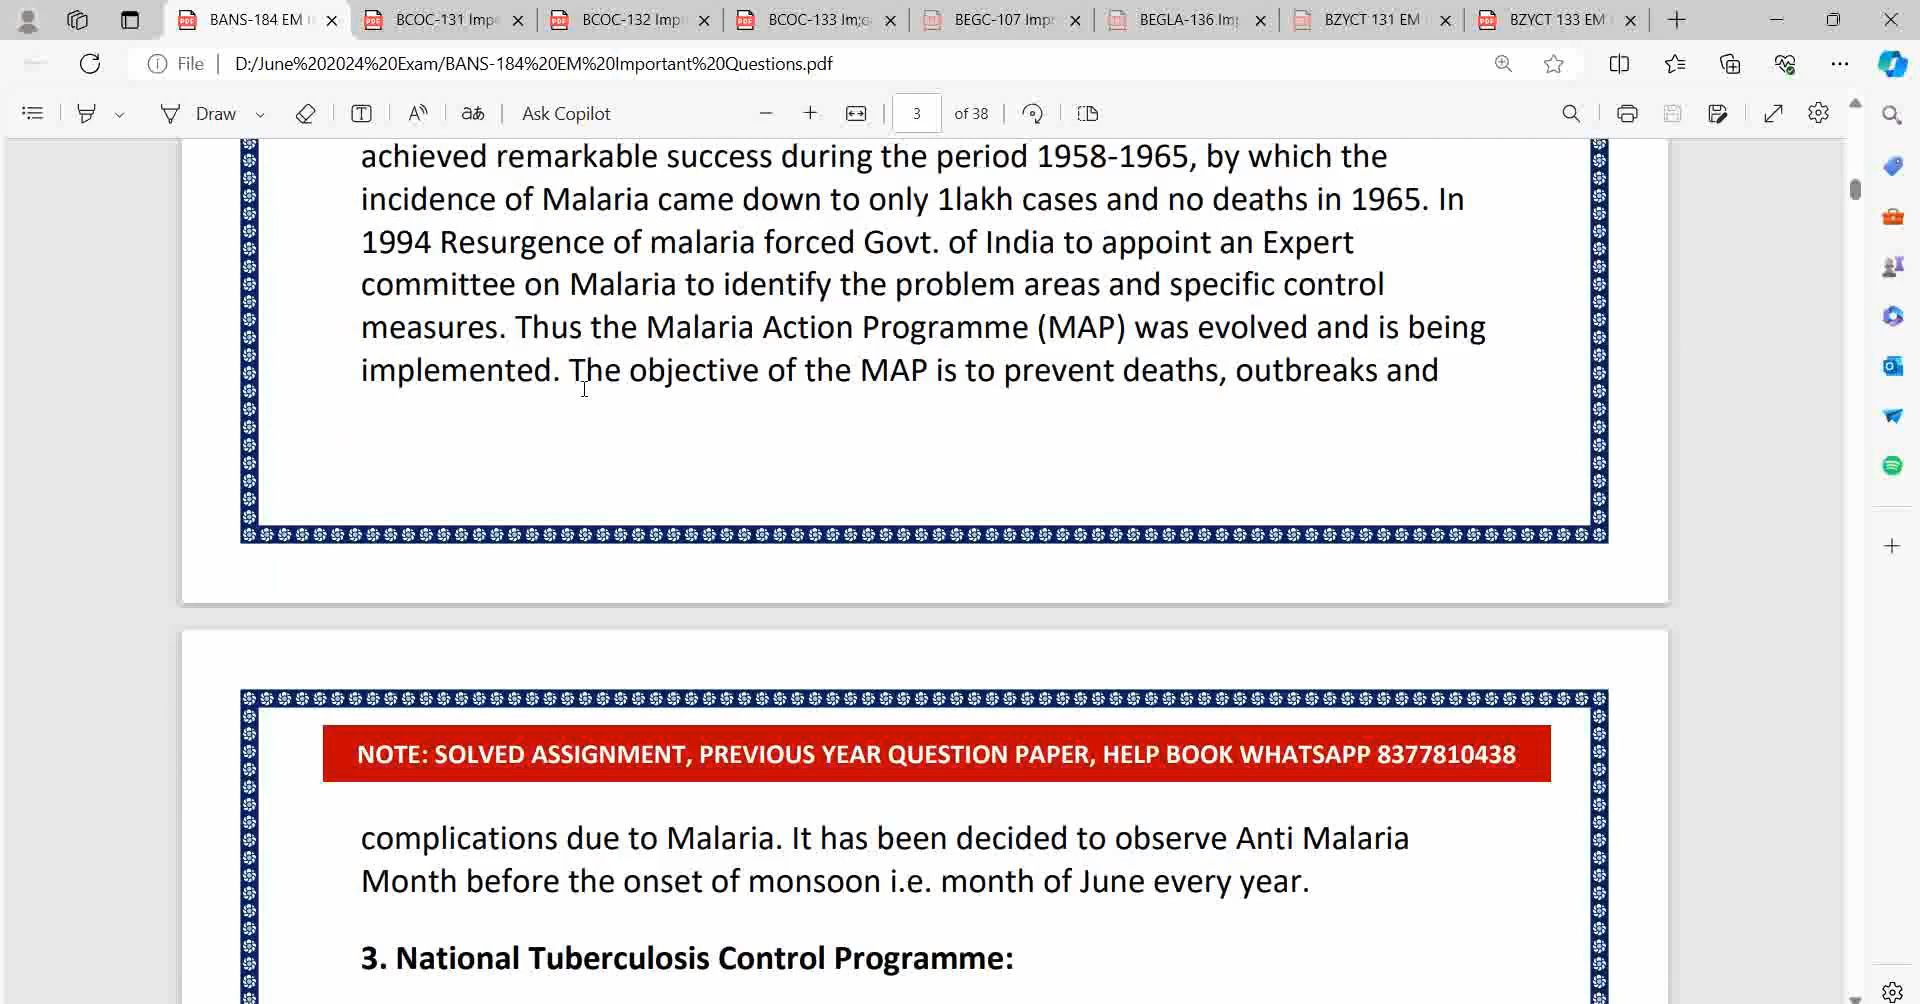 BANS-184 EM
BCOC-131 Impo
BCOC-132 Imp
BCOC-133 Im;o
BEGC-107 Impr
BEGLA-136 Im
BZYCT 131 EM
BZYCT 133 EM
File
D:/June%202024%20Exam/BANS-184%20EM%20Important%20Questions.pdf
Draw
aあ
Ask Copilot
3 of 38
achieved remarkable success during the period 1958-1965, by which the
incidence of Malaria came down to only 1lakh cases and no deaths in 1965. In
1994 Resurgence of malaria forced Govt. of India to appoint an Expert
committee on Malaria to identify the problem areas and specific control
measures. Thus the Malaria Action Programme (MAP) was evolved and is being
implemented. The objective of the MAP is to prevent deaths, outbreaks and
NOTE: SOLVED ASSIGNMENT, PREVIOUS YEAR QUESTION PAPER, HELP BOOK WHATSAPP 8377810438
complications due to Malaria. It has been decided to observe Anti Malaria
Month before the onset of monsoon i.e. month of June every year.
3. National Tuberculosis Control Programme: